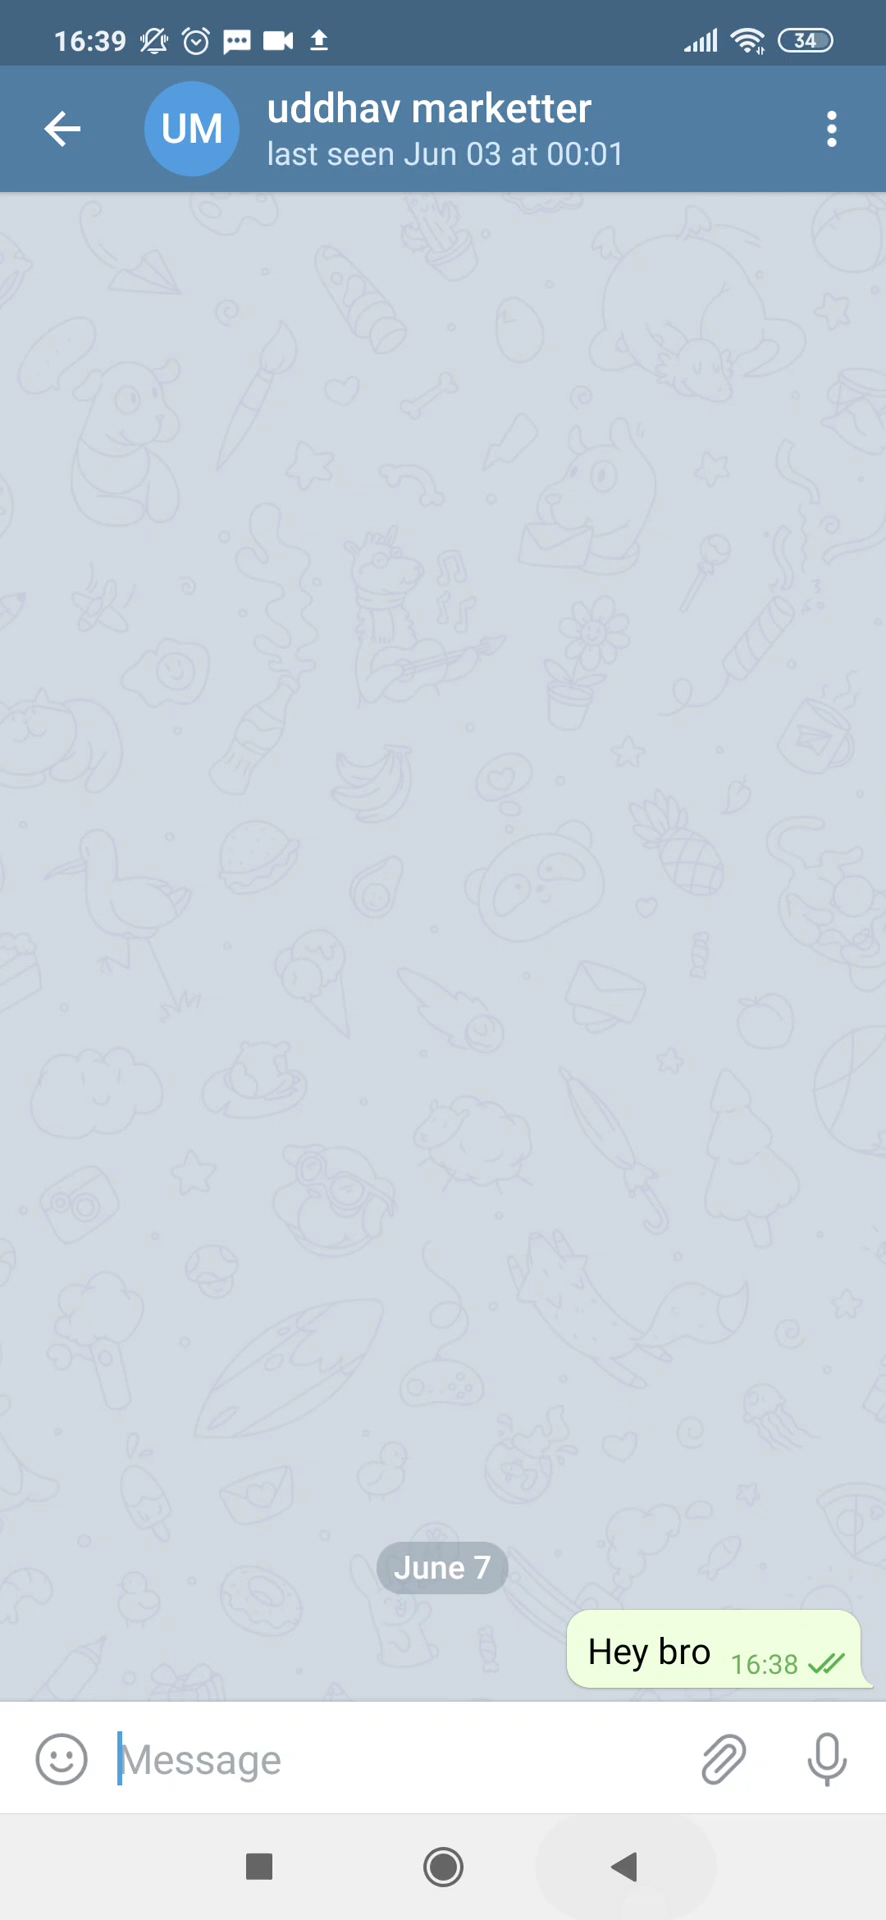 16:39
34
UM
uddhav marketter
last seen Jun 03 at 00:01
June 7
Hey bro 16:38
Message